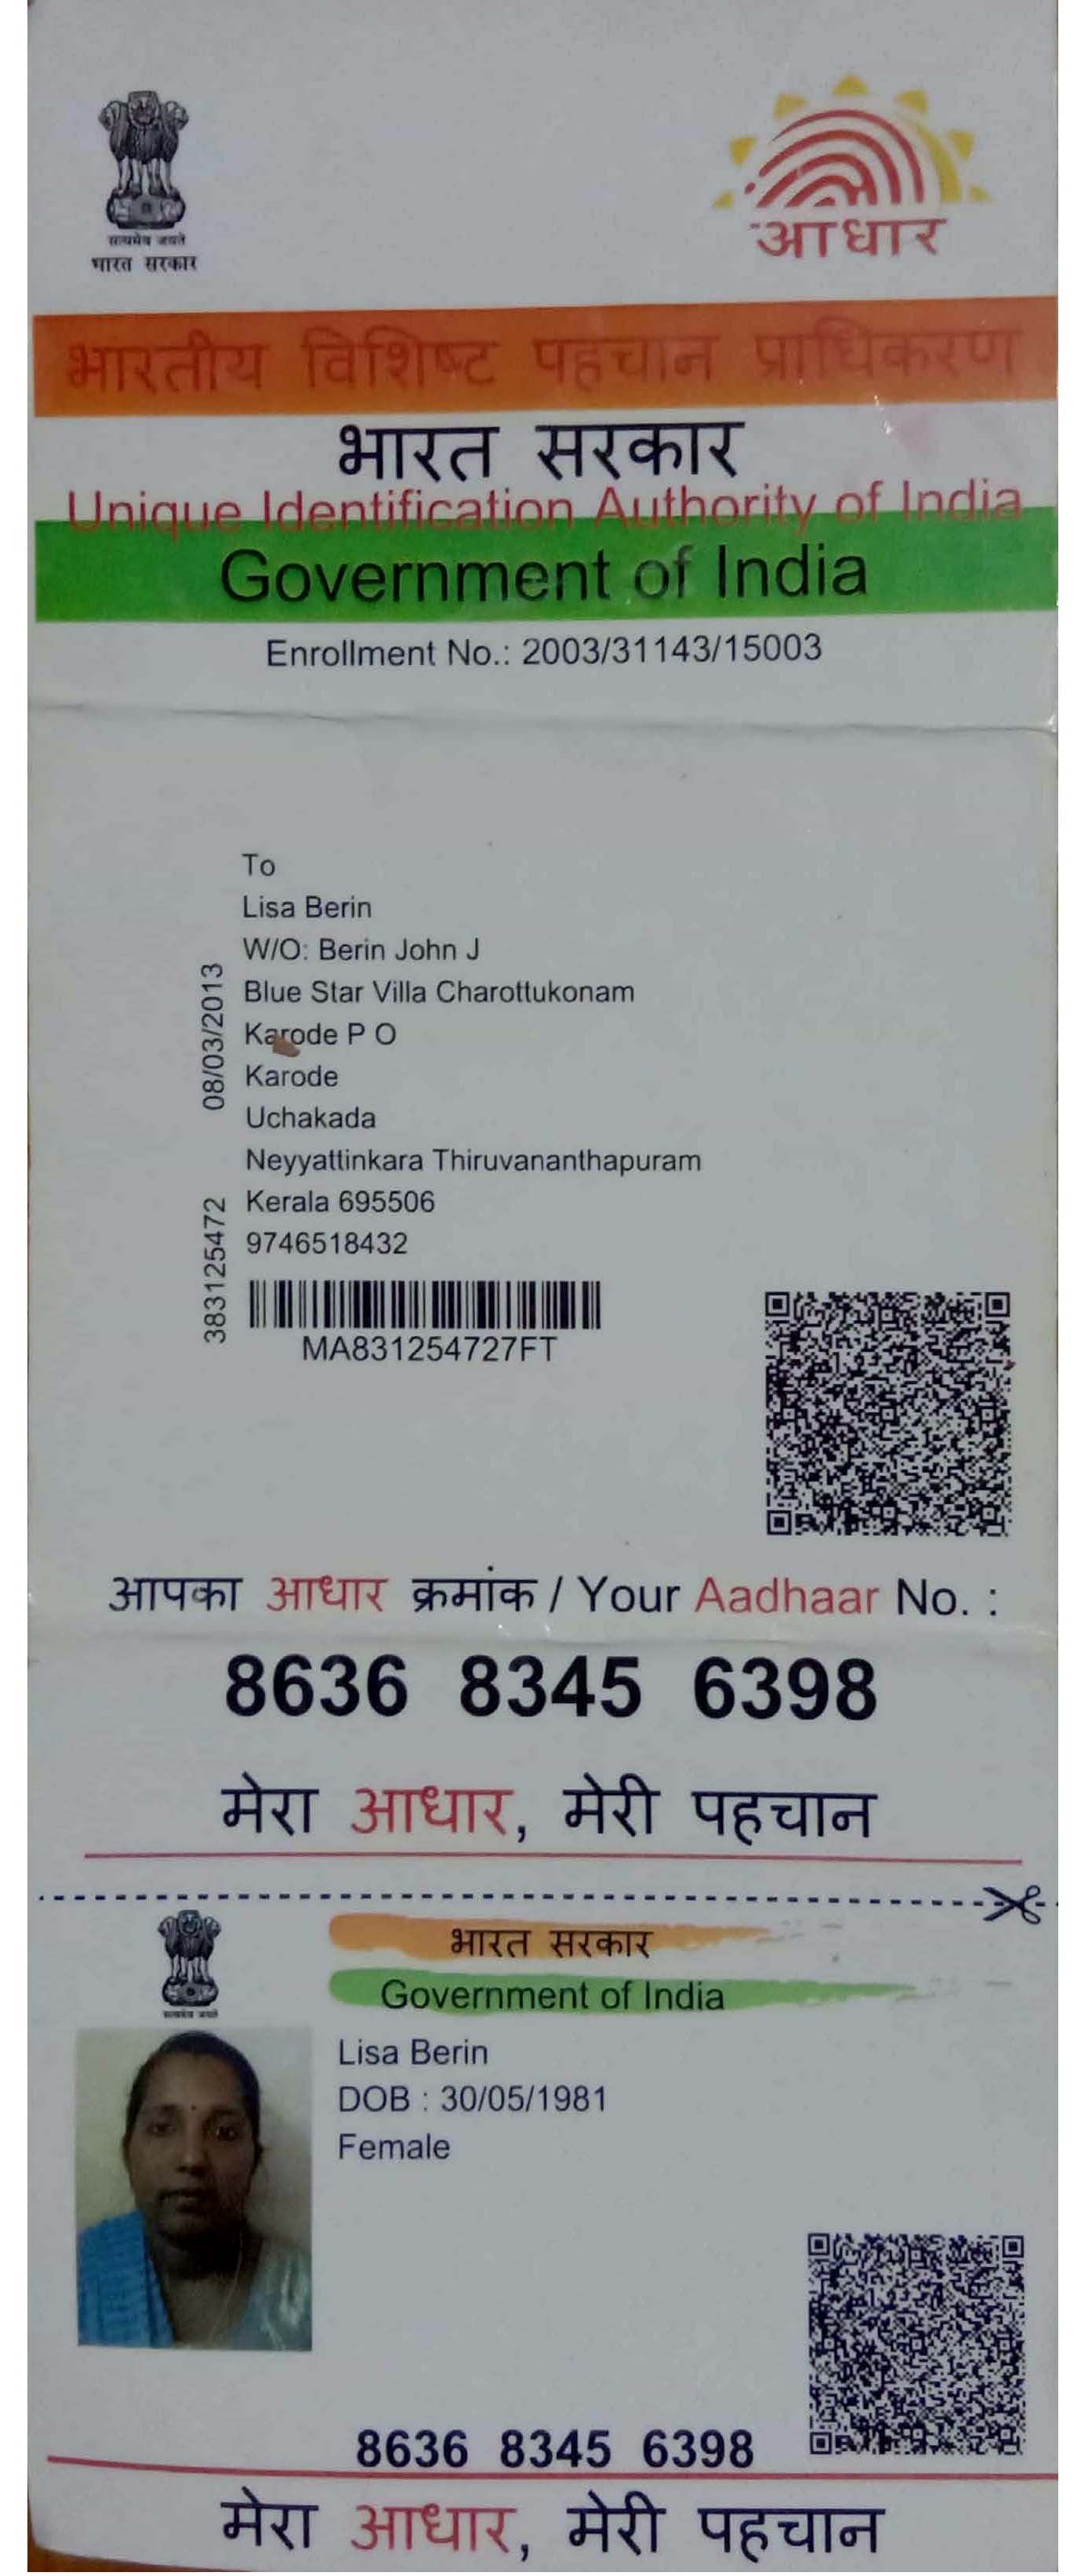 सत्यमेव जयते
भारत सरकार
आधार
भारतीय विशिष्ट पहचान प्राधिकरण
भारत सरकार
Unique Identification Authority of India
Government of India
Enrollment No.: 2003/31143/15003
To
Lisa Berin
W/O: Berin John J
Blue Star Villa Charottukonam
Karode P O
Karode
Uchakada
Neyyattinkara Thiruvananthapuram
Kerala 695506
9746518432
08/03/2013
383125472
MA831254727FT
आपका आधार क्रमांक / Your Aadhaar No. :
8636 8345 6398
मेरा आधार, मेरी पहचान
सत्यमेव जयते
भारत सरकार
Government of India
Lisa Berin
DOB : 30/05/1981
Female
8636 8345 6398
मेरा आधार, मेरी पहचान